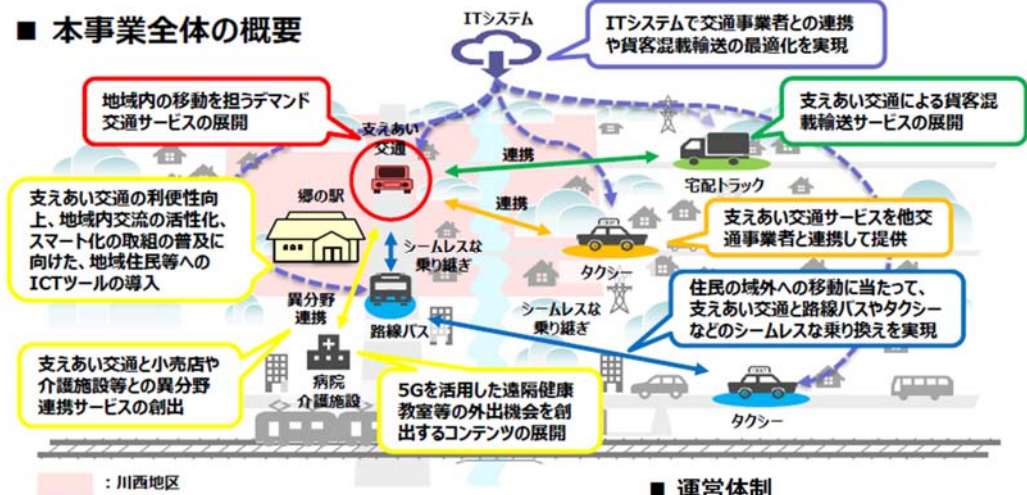 ■ 本事業全体の概要
ITシステム
ITシステムで交通事業者との連携
や貨客混載輸送の最適化を実現
地域内の移動を担うデマンド
交通サービスの展開
支えあい
交通
連携
宅配トラック
支えあい交通による貨客混
載輸送サービスの展開
支えあい交通の利便性向
上、地域内交流の活性化、
スマート化の取組の普及に
向けた、地域住民等への
ICTツールの導入
郷の駅
連携
タクシー
支えあい交通サービスを他交
通事業者と連携して提供
シームレスな
乗り継ぎ
路線バス
異分野
連携
シームレスな
乗り継ぎ
住民の域外への移動に当たって、
支えあい交通と路線バスやタクシー
などのシームレスな乗り換えを実現
支えあい交通と小売店や
介護施設等との異分野
連携サービスの創出
病院
介護施設
5Gを活用した遠隔健康
教室等の外出機会を創
出するコンテンツの展開
タクシー
：川西地区
■ 運営体制